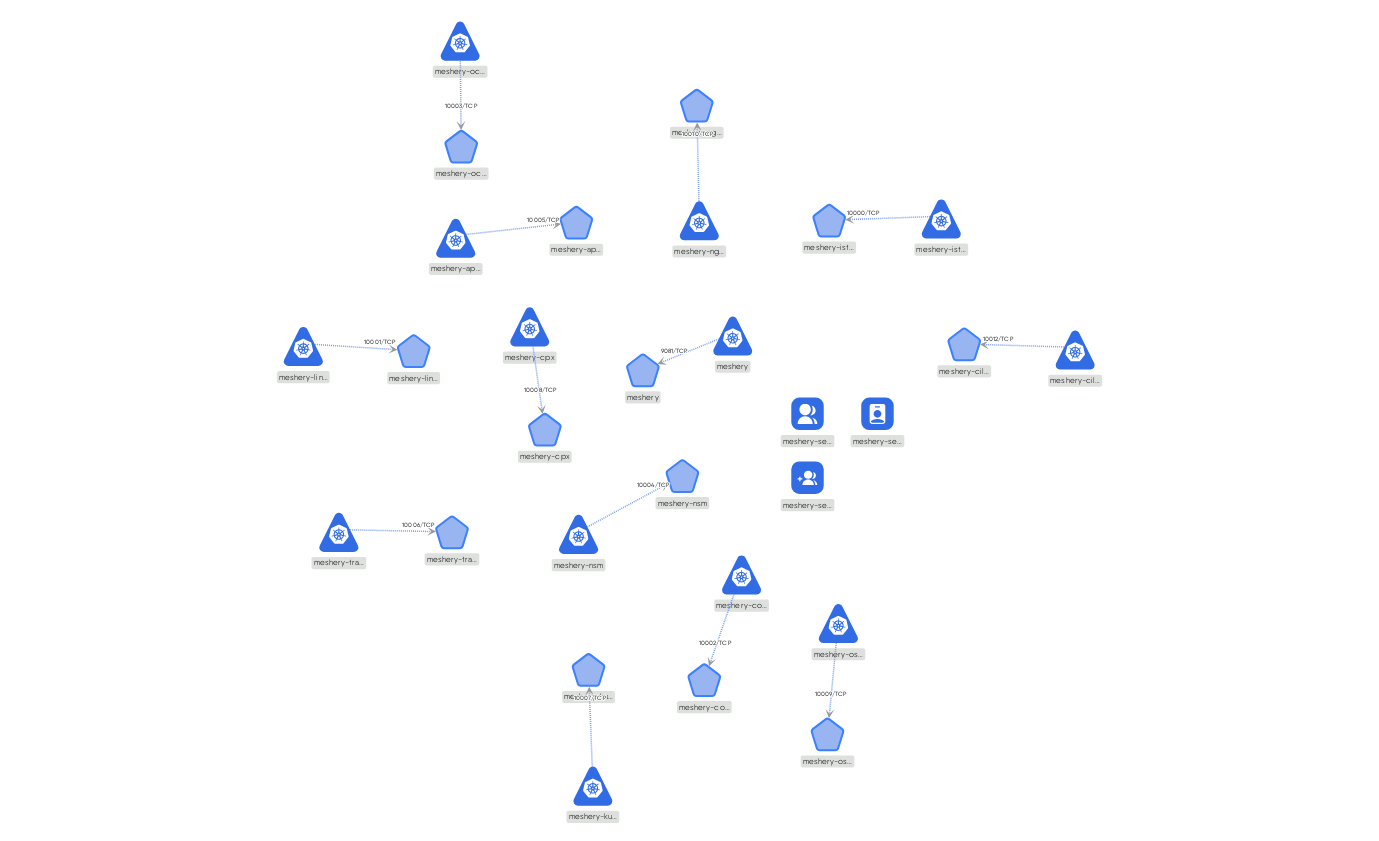 meshery-oc...
10003/TCP
meshery-oc...
10010/TCP
meshery-ng...
10005/TCP
meshery-ap...
meshery-ap...
10000/TCP
meshery-ist...
meshery-ist...
10001/TCP
meshery-lin...
meshery-lin...
meshery-cpx
10008/TCP
meshery-cpx
9081/TCP
meshery
meshery
10012/TCP
meshery-cil...
meshery-cil...
meshery-se...
meshery-se...
meshery-se...
10004/TCP
meshery-nsm
meshery-nsm
10006/TCP
meshery-tra...
meshery-tra...
meshery-co...
10002/TCP
meshery-co...
meshery-os...
10009/TCP
meshery-os...
10007/TCP
meshery-ku...